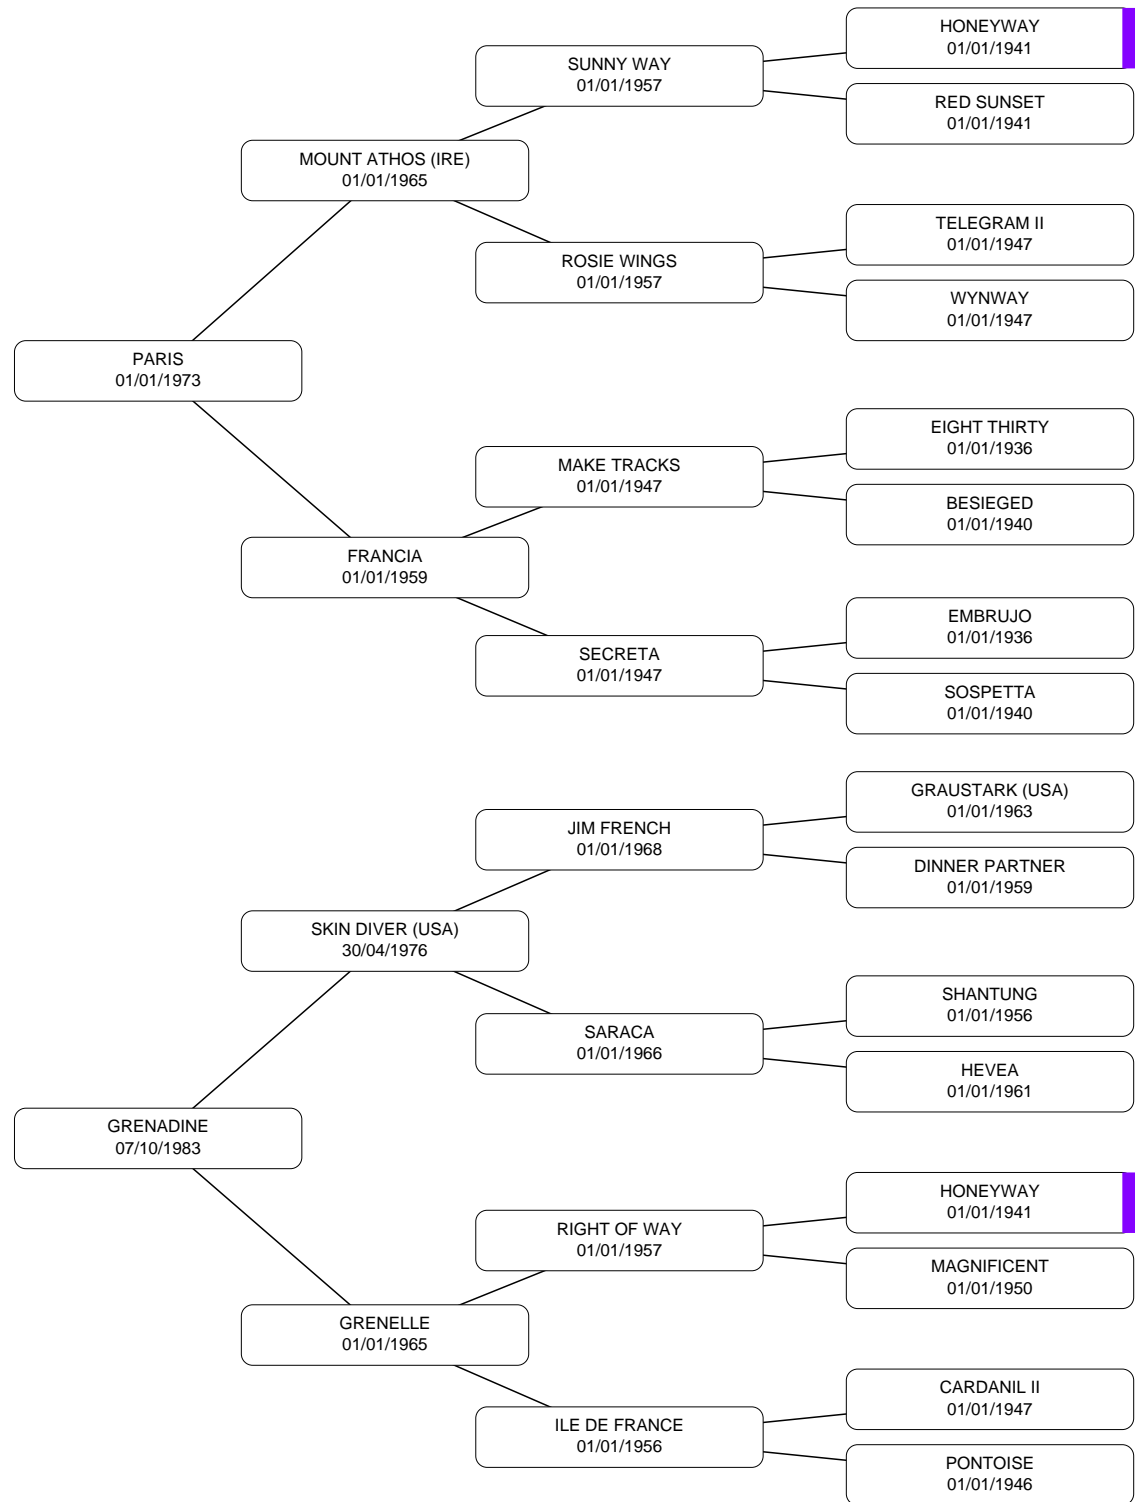 HONEYWAY
01/01/1941
SUNNY WAY
01/01/1957
RED SUNSET
01/01/1941
MOUNT ATHOS (IRE)
01/01/1965
TELEGRAM II
01/01/1947
ROSIE WINGS
01/01/1957
WYNWAY
01/01/1947
PARIS
01/01/1973
EIGHT THIRTY
01/01/1936
MAKE TRACKS
01/01/1947
BESIEGED
01/01/1940
FRANCIA
01/01/1959
EMBRUJO
01/01/1936
SECRETA
01/01/1947
SOSPETTA
01/01/1940
GRAUSTARK (USA)
01/01/1963
JIM FRENCH
01/01/1968
DINNER PARTNER
01/01/1959
SKIN DIVER (USA)
30/04/1976
SHANTUNG
01/01/1956
SARACA
01/01/1966
HEVEA
01/01/1961
GRENADINE
07/10/1983
HONEYWAY
01/01/1941
RIGHT OF WAY
01/01/1957
MAGNIFICENT
01/01/1950
GRENELLE
01/01/1965
CARDANIL II
01/01/1947
ILE DE FRANCE
01/01/1956
PONTOISE
01/01/1946